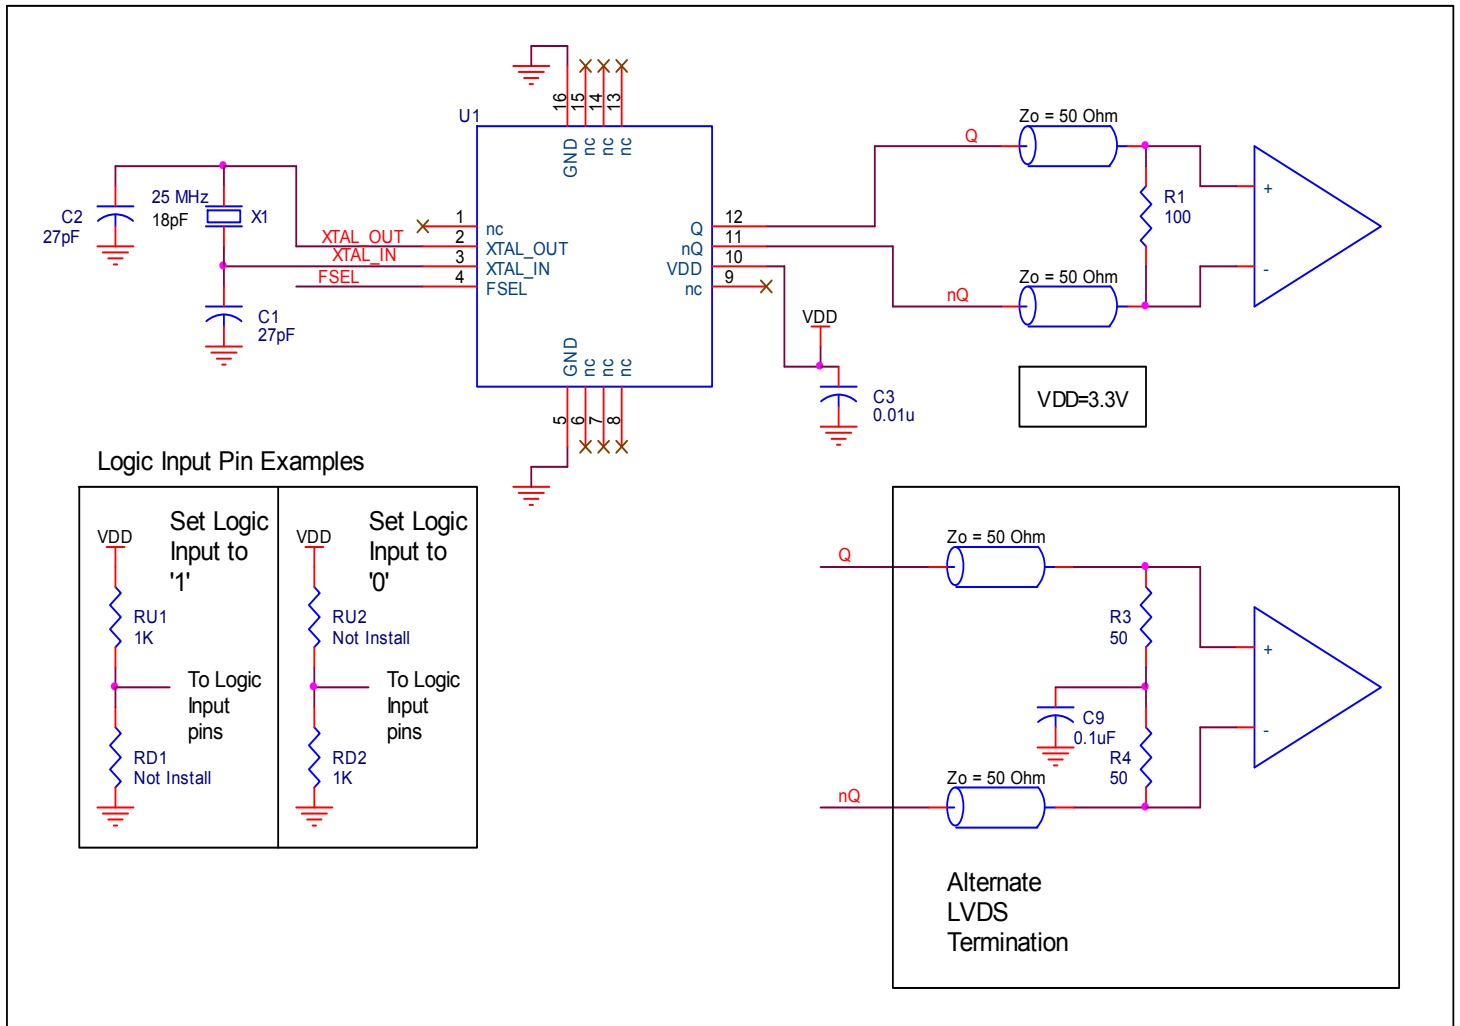 U1
16
15
14
13
GND
nc
nc
nc
25 MHz
18pF
X1
C2
27pF
XTAL_OUT
XTAL_IN
FSEL
C1
27pF
1
2
3
4
nc
XTAL_OUT
XTAL_IN
FSEL
Q
nQ
VDD
nc
12
11
10
9
GND
nc
nc
nc
5
6
7
8
Q
nQ
Zo = 50 Ohm
Zo = 50 Ohm
R1
100
+
-
VDD
C3
0.01u
VDD=3.3V
Logic Input Pin Examples
VDD
Set Logic
Input to
'1'
RU1
1K
To Logic
Input
pins
RD1
Not Install
VDD
Set Logic
Input to
'0'
RU2
Not Install
To Logic
Input
pins
RD2
1K
Q
Zo = 50 Ohm
R3
50
+
-
C9
0.1uF
R4
50
Zo = 50 Ohm
nQ
Alternate
LVDS
Termination